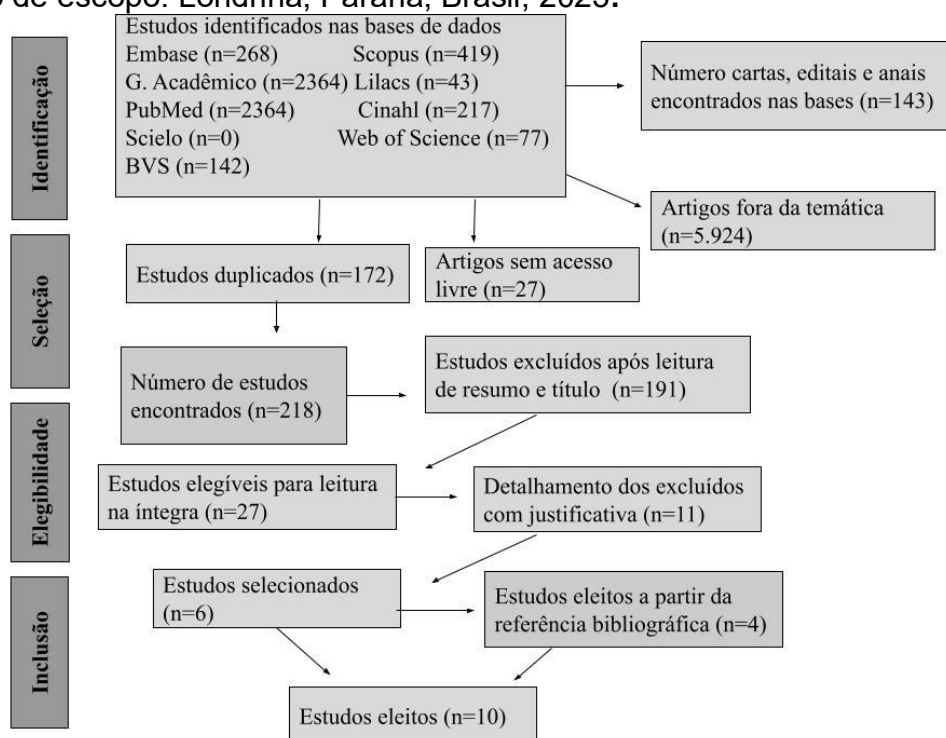 de escopo. Londrina, Paraná, Brasil, 2023.
Identificação
Estudos identificados nas bases de dados
Embase (n=268) Scopus (n=419)
G. Acadêmico (n=2364) Lilacs (n=43)
PubMed (n=2364) Cinahl (n=217)
Scielo (n=0) Web of Science (n=77)
BVS (n=142)
Número cartas, editais e anais
encontrados nas bases (n=143)
Artigos fora da temática
(n=5.924)
Seleção
Estudos duplicados (n=172)
Artigos sem acesso
livre (n=27)
Número de estudos
encontrados (n=218)
Estudos excluídos após leitura
de resumo e título (n=191)
Elegibilidade
Estudos elegíveis para leitura
na íntegra (n=27)
Detalhamento dos excluídos
com justificativa (n=11)
Inclusão
Estudos selecionados
(n=6)
Estudos eleitos a partir da
referência bibliográfica (n=4)
Estudos eleitos (n=10)